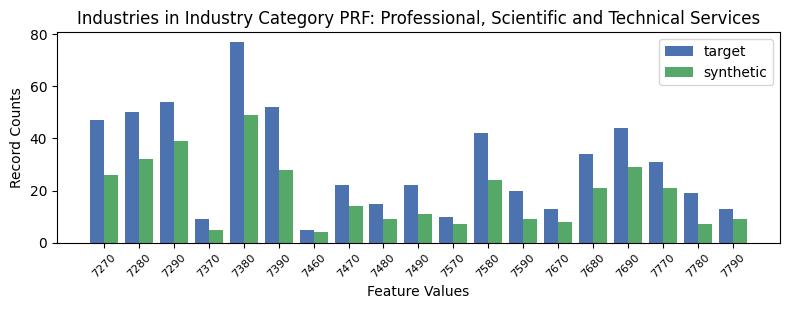 Industries in Industry Category PRF: Professional, Scientific and Technical Services
target
synthetic
Record Counts
80
60
40
20
0
7270 7280 7290 7370 7380 7390 7460 7470 7480 7490 7570 7580 7590 7670 7680 7690 7770 7780 7790
Feature Values